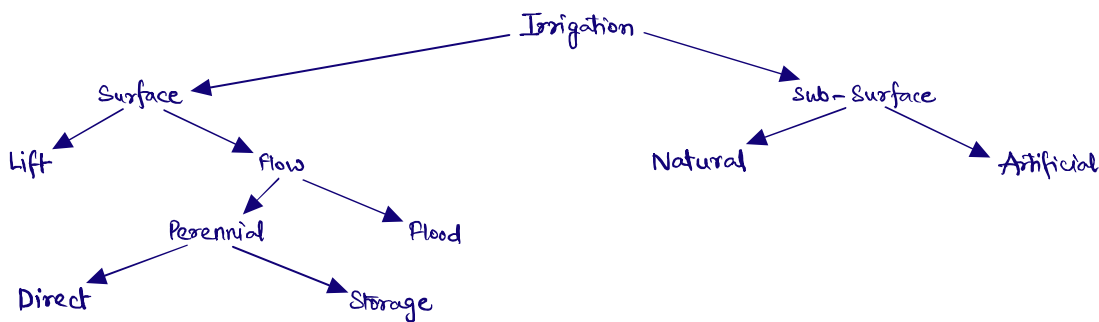 Irrigation
Surface
Sub-Surface
Lift
Flow
Natural
Artificial
Perennial
Flood
Direct
Storage